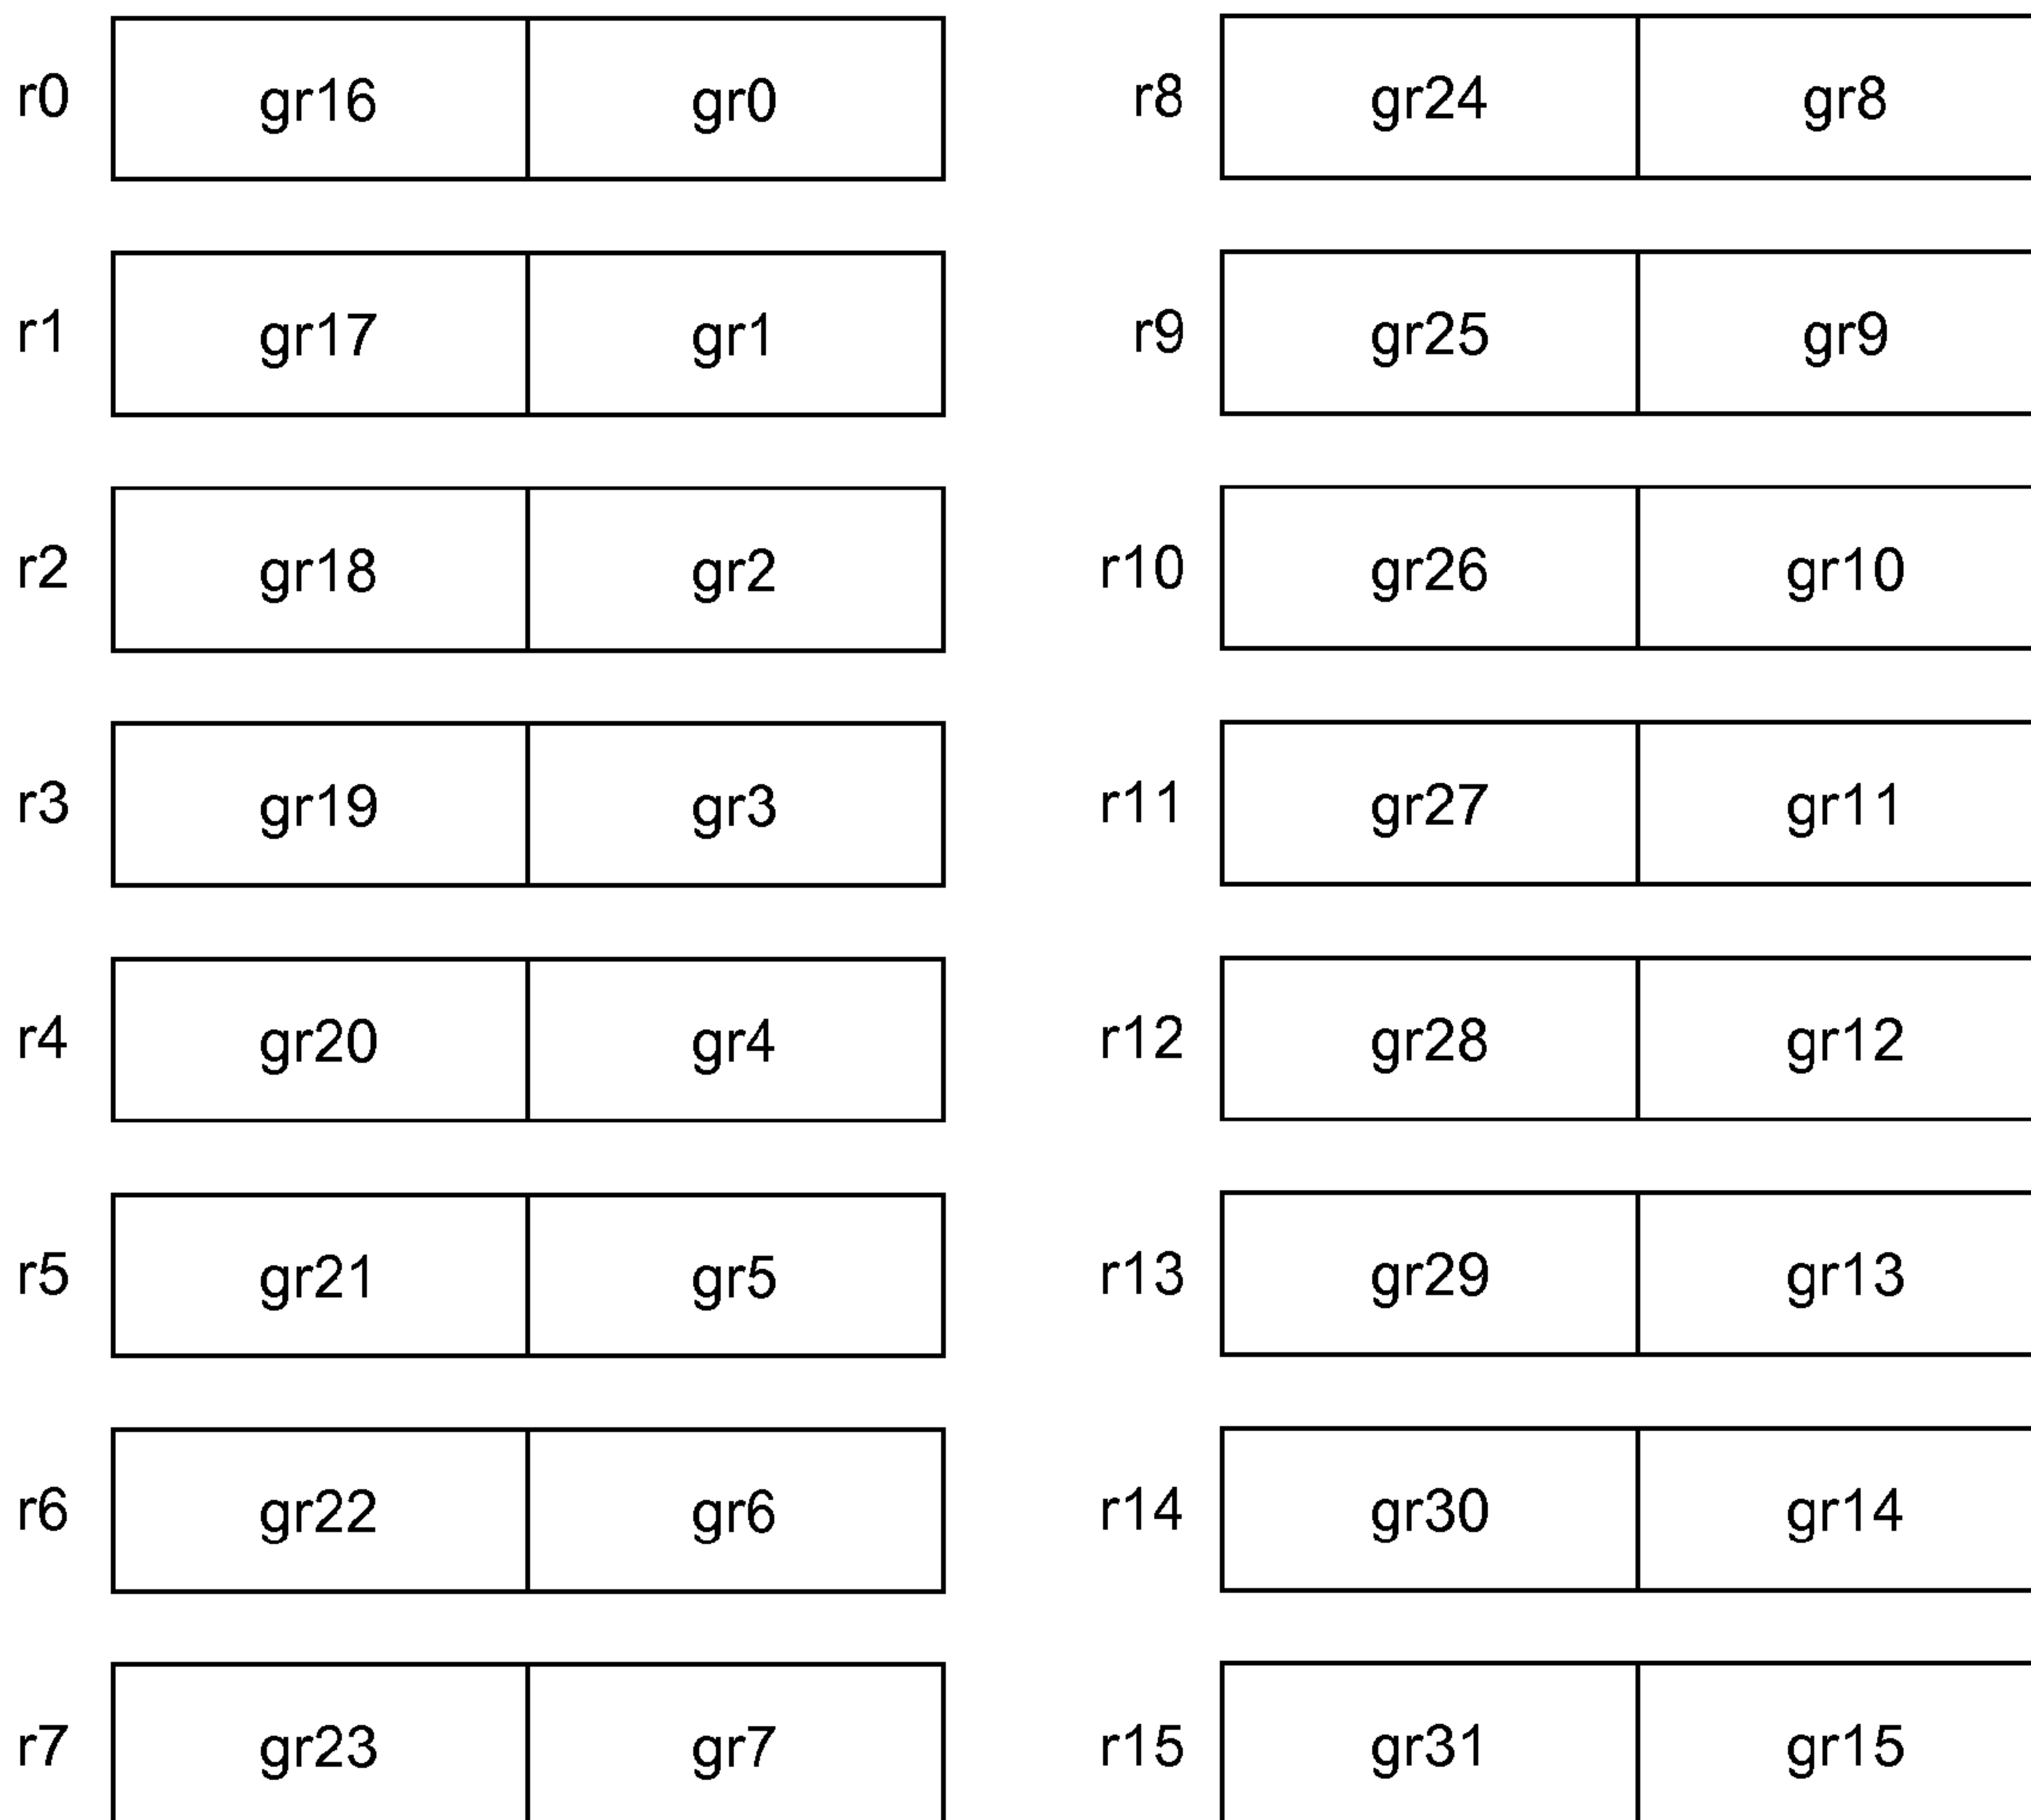 r0 gr16 gr0 r8 gr24 gr8
r1 gr17 gr1 r9 gr25 gr9
r2 gr18 gr2 r10 gr26 gr10
r3 gr19 gr3 r11 gr27 gr11
r4 gr20 gr4 r12 gr28 gr12
r5 gr21 gr5 r13 gr29 gr13
r6 gr22 gr6 r14 gr30 gr14
r7 gr23 gr7 r15 gr31 gr15